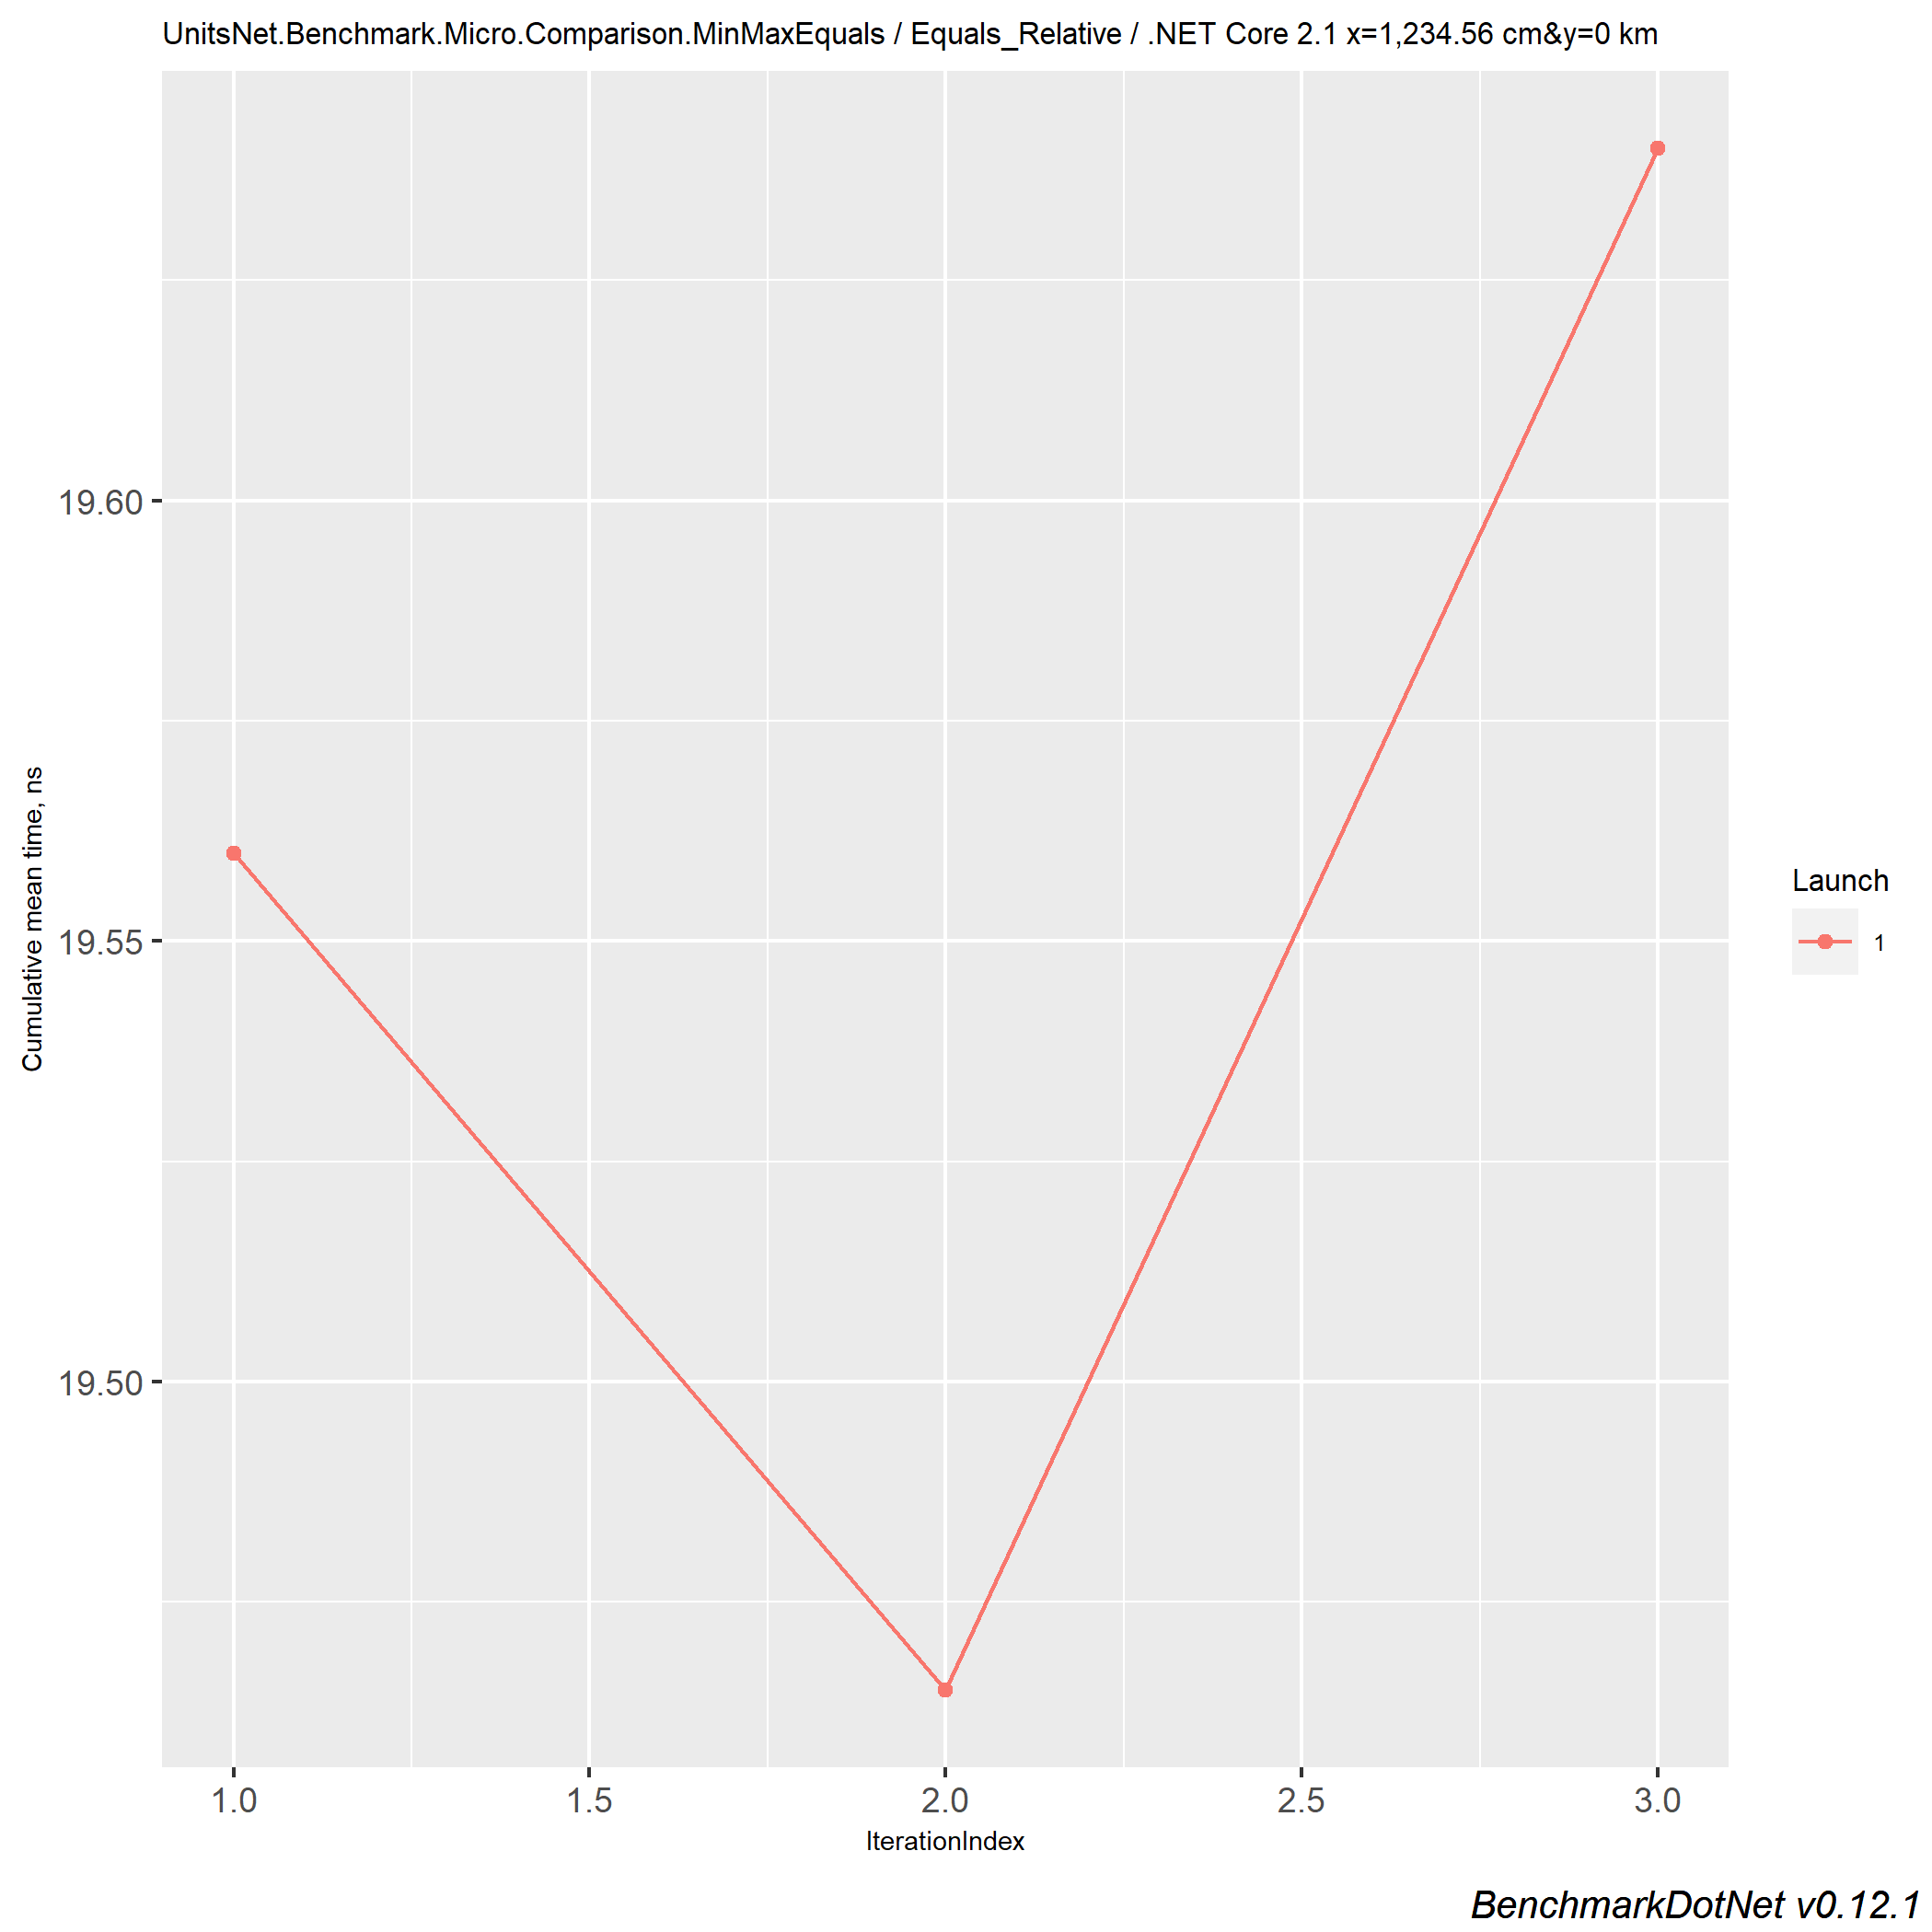 UnitsNet.Benchmark.Micro.Comparison.MinMaxEquals / Equals_Relative / .NET Core 2.1 x=1,234.56 cm&y=0 km
Cumulative mean time, ns
19.60
19.55
19.50
1.0 1.5 2.0 2.5 3.0
IterationIndex
Launch
1
BenchmarkDotNet v0.12.1